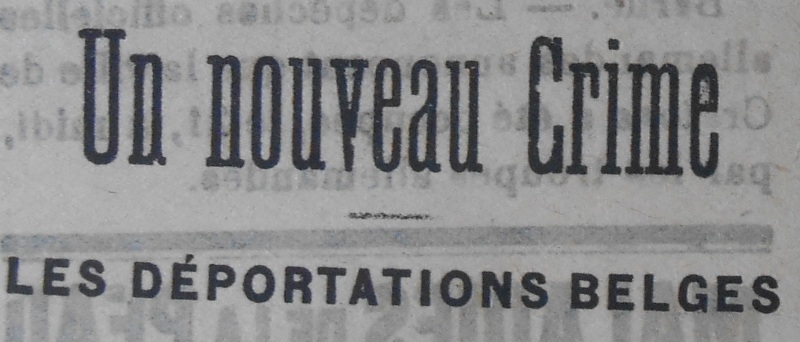 Un nouveau Crime
LES DÉPORTATIONS BELGES